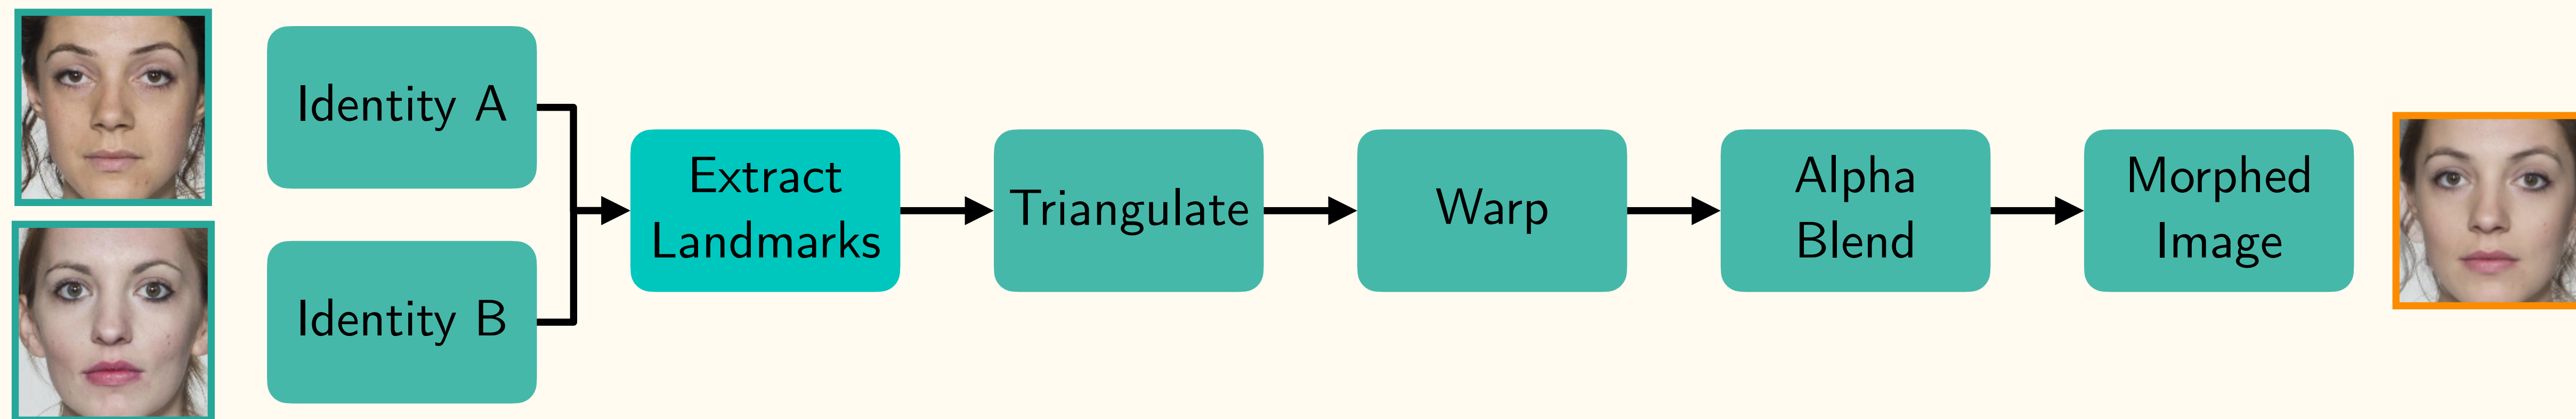 Identity A
Identity B
Extract
Landmarks
Triangulate
Warp
Alpha
Blend
Morphed
Image